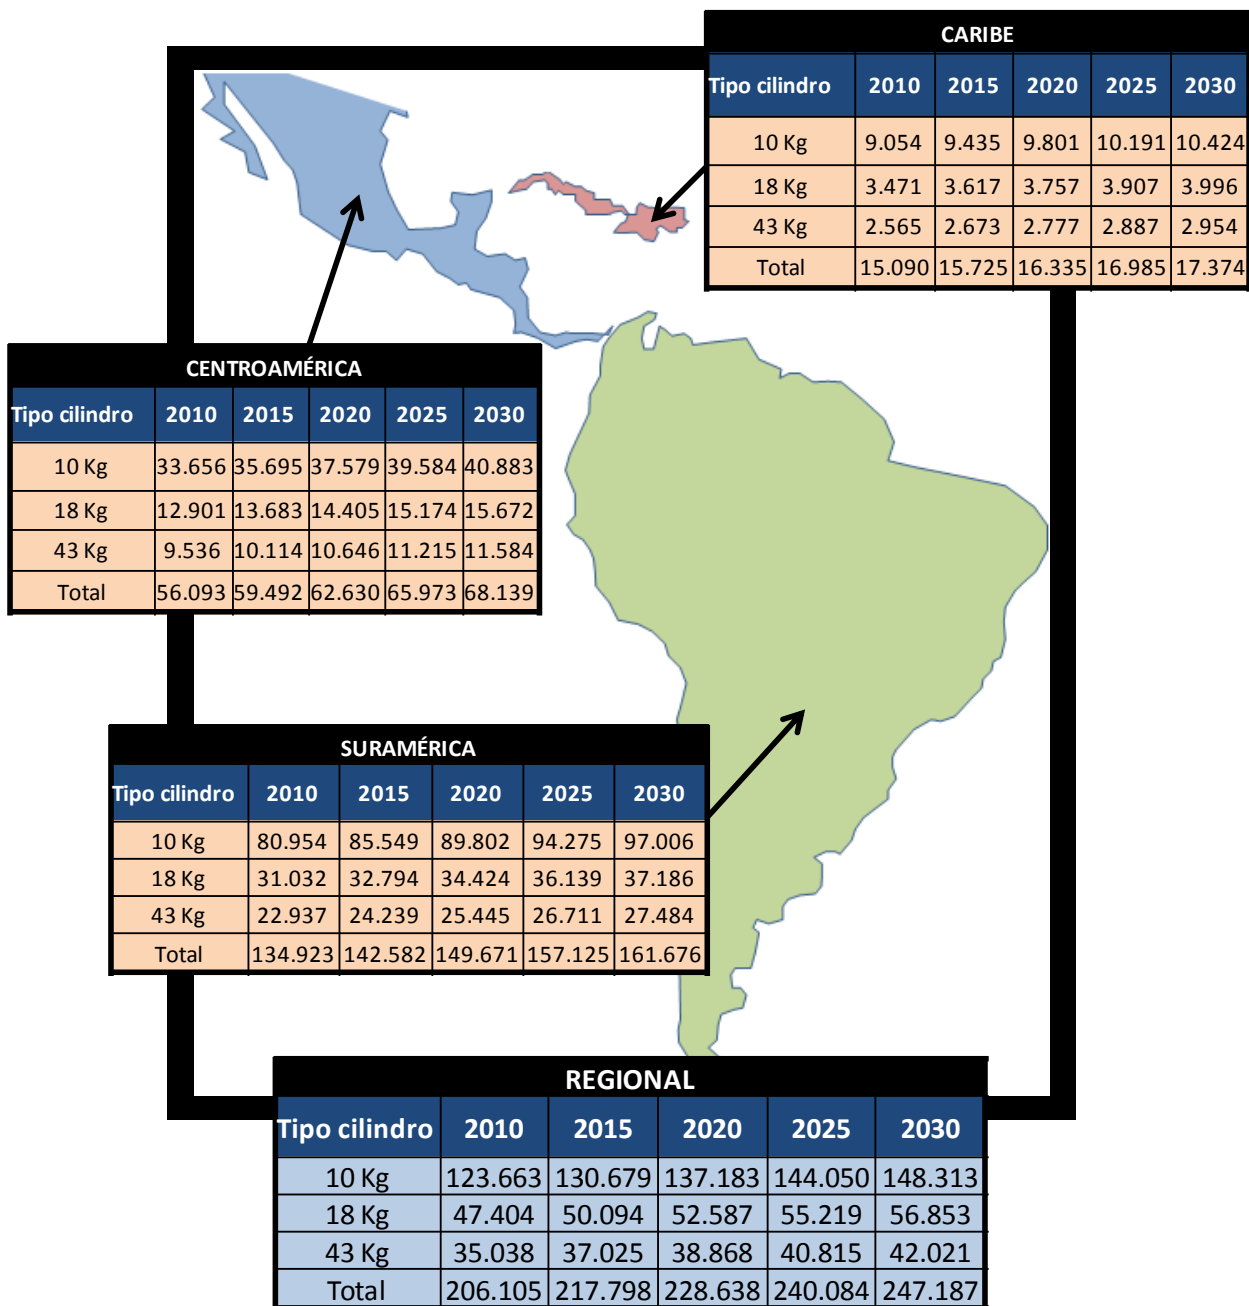 CARIBE
Tipo cilindro 2010 2015 2020 2025 2030
10 Kg 9.054 9.435 9.801 10.191 10.424
18 Kg 3.471 3.617 3.757 3.907 3.996
43 Kg 2.565 2.673 2.777 2.887 2.954
Total 15.090 15.725 16.335 16.985 17.374
CENTROAMÉRICA
Tipo cilindro 2010 2015 2020 2025 2030
10 Kg 33.656 35.695 37.579 39.584 40.883
18 Kg 12.901 13.683 14.405 15.174 15.672
43 Kg 9.536 10.114 10.646 11.215 11.584
Total 56.093 59.492 62.630 65.973 68.139
SURAMÉRICA
Tipo cilindro 2010 2015 2020 2025 2030
10 Kg 80.954 85.549 89.802 94.275 97.006
18 Kg 31.032 32.794 34.424 36.139 37.186
43 Kg 22.937 24.239 25.445 26.711 27.484
Total 134.923 142.582 149.671 157.125 161.676
REGIONAL
Tipo cilindro 2010 2015 2020 2025 2030
10 Kg 123.663 130.679 137.183 144.050 148.313
18 Kg 47.404 50.094 52.587 55.219 56.853
43 Kg 35.038 37.025 38.868 40.815 42.021
Total 206.105 217.798 228.638 240.084 247.187